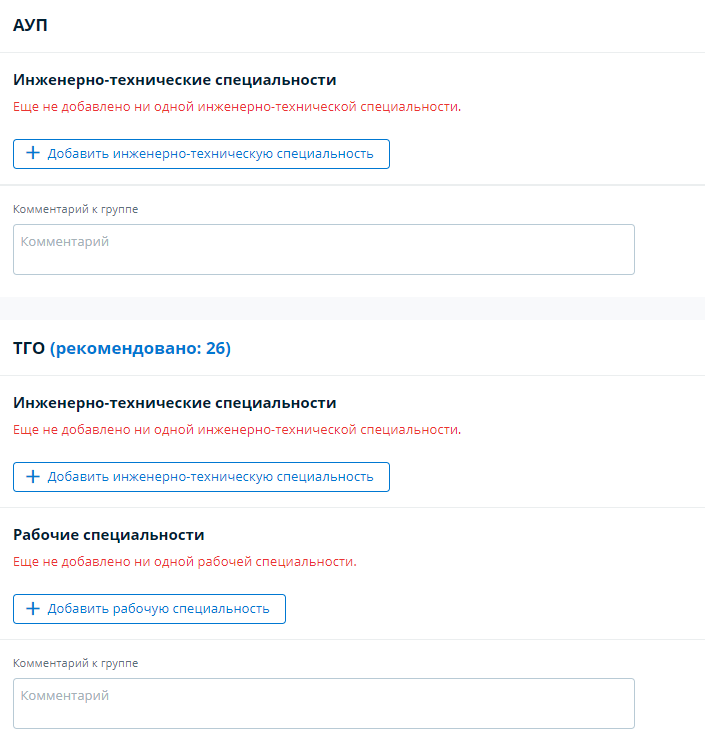 АУП
Инженерно-технические специальности
Еще не добавлено ни одной инженерно-технической специальности.
Добавить инженерно-техническую специальность
Комментарий к группе
Комментарий
ТГО (рекомендовано: 26)
Инженерно-технические специальности
Еще не добавлено ни одной инженерно-технической специальности.
Добавить инженерно-техническую специальность
Рабочие специальности
Еще не добавлено ни одной рабочей специальности.
Добавить рабочую специальность
Комментарий к группе
Комментарий